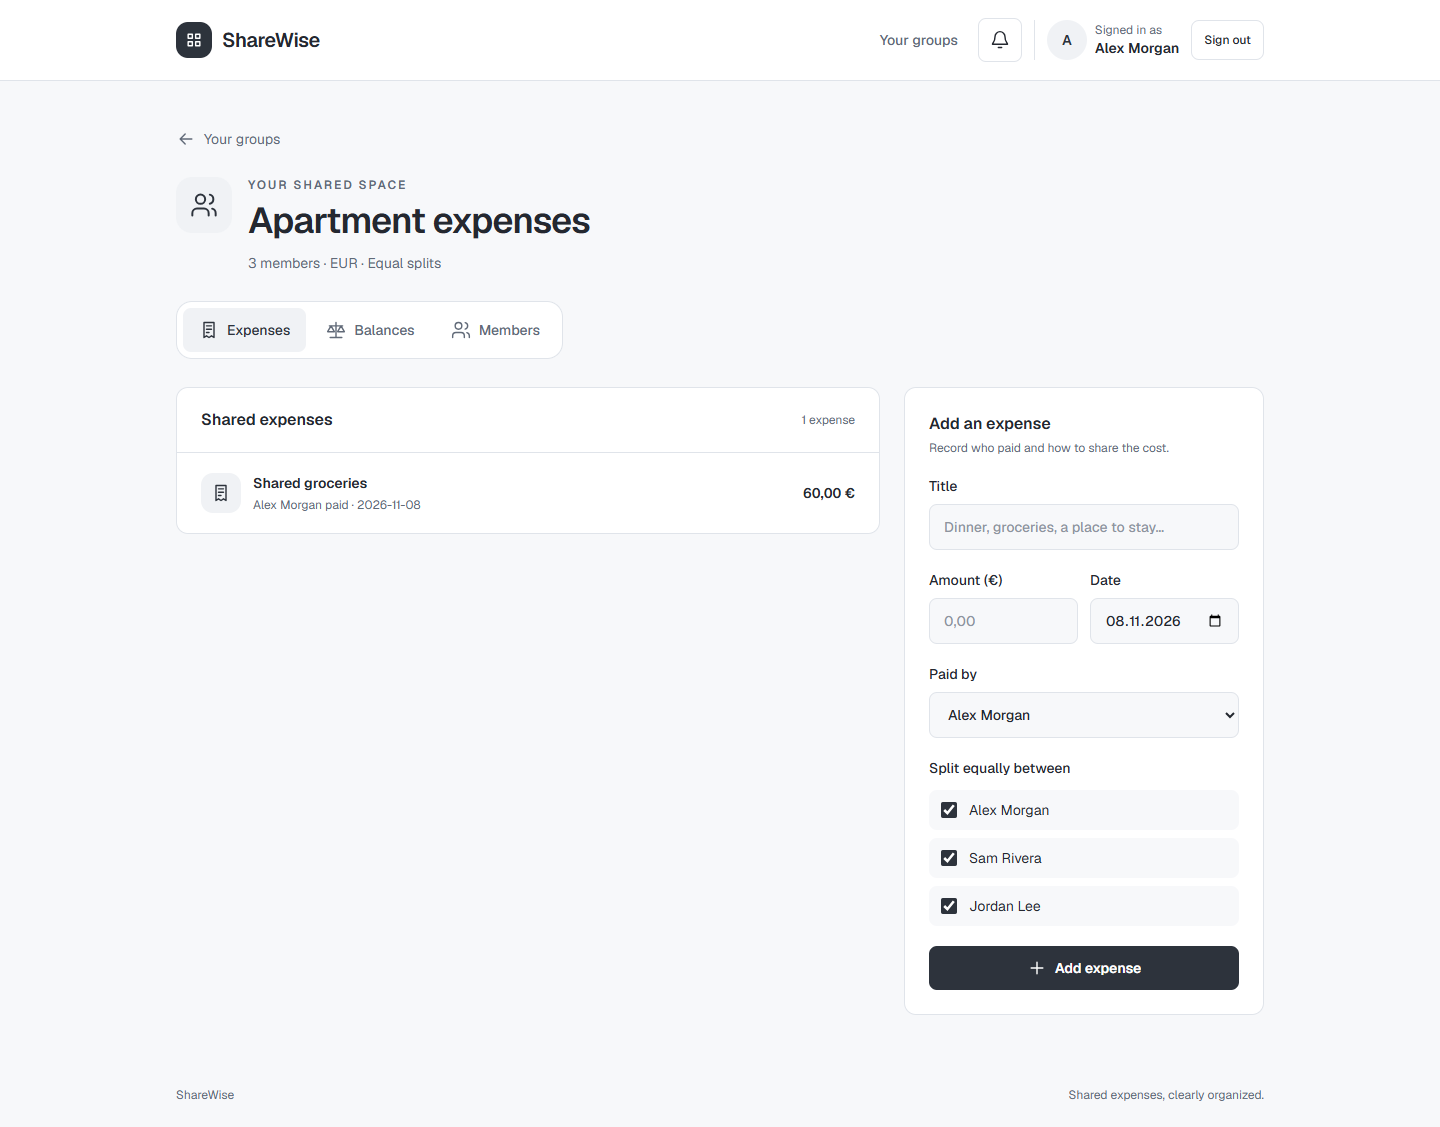 ShareWise
Your groups
A
Signed in as
Alex Morgan
Sign out
Your groups
YOUR SHARED SPACE
Apartment expenses
3 members · EUR · Equal splits
Expenses
Balances
Members
Shared expenses
1 expense
Shared groceries
Alex Morgan paid · 2026-11-08
60,00 €
Add an expense
Record who paid and how to share the cost.
Title
Dinner, groceries, a place to stay…
Amount (€)
Date
0,00
08.11.2026
Paid by
Alex Morgan
Split equally between
Alex Morgan
Sam Rivera
Jordan Lee
Add expense
ShareWise
Shared expenses, clearly organized.